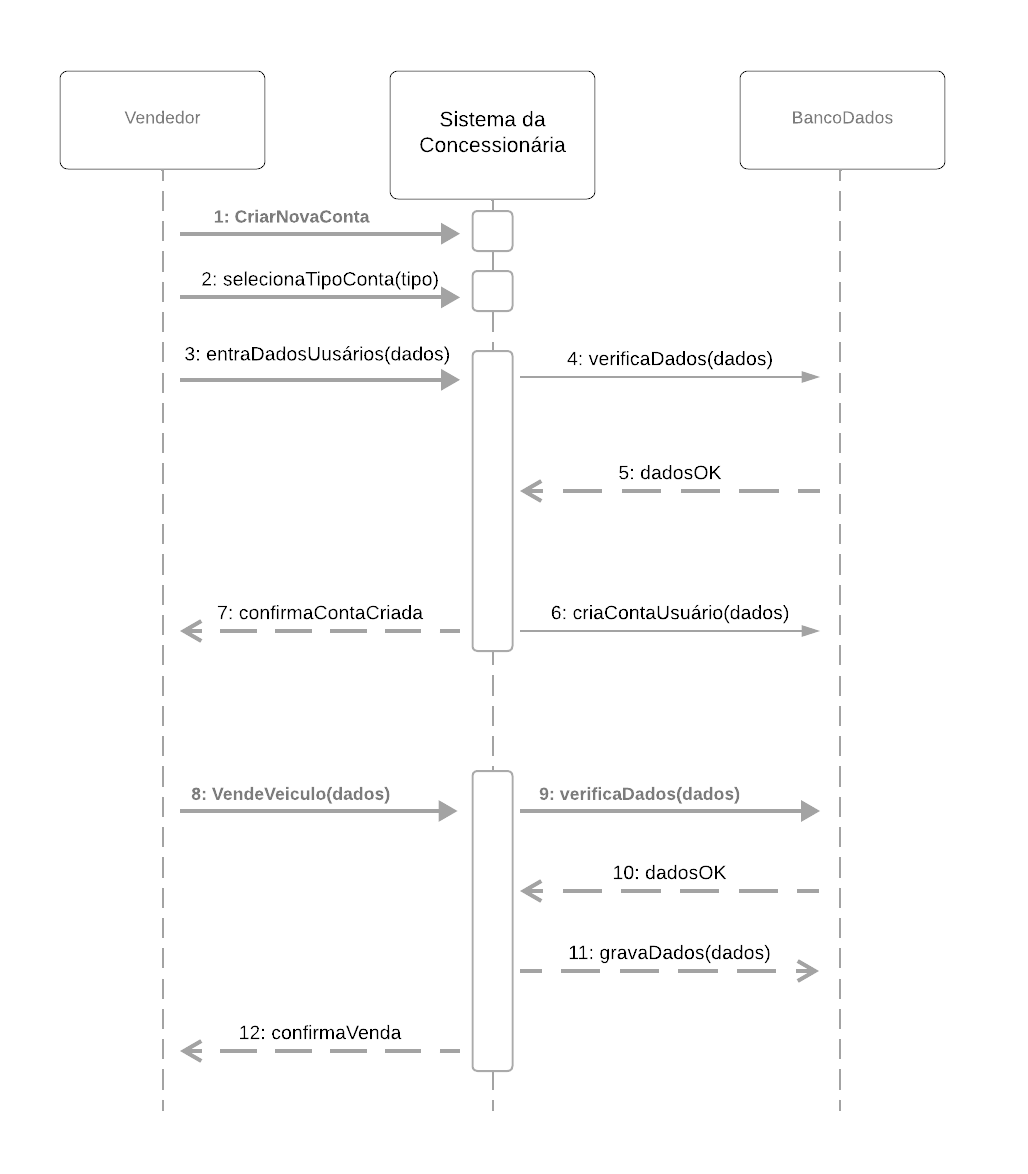 Vendedor
Sistema da
Concessionária
BancoDados
1: CriarNovaConta
2: selecionaTipoConta(tipo)
3: entraDadosUusários(dados)
4: verificaDados(dados)
5: dadosOK
7: confirmaContaCriada
6: criaContaUsuário(dados)
8: VendeVeiculo(dados)
9: verificaDados(dados)
10: dadosOK
11: gravaDados(dados)
12: confirmaVenda